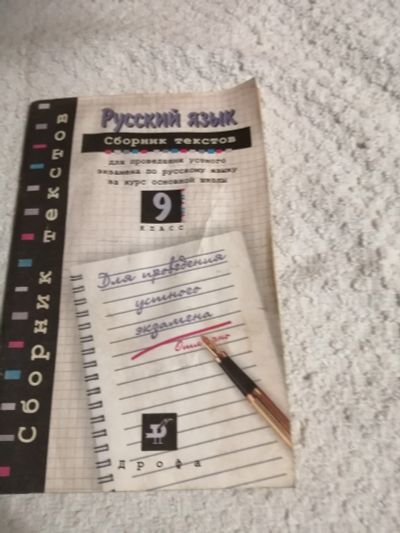 Русский язык
Сборник текстов
для проведения устного
экзамена по русскому языку
за курс основной школы
9
класс
Для проведения
устного
экзамена
Отлично
дрофа
Сборник текстов